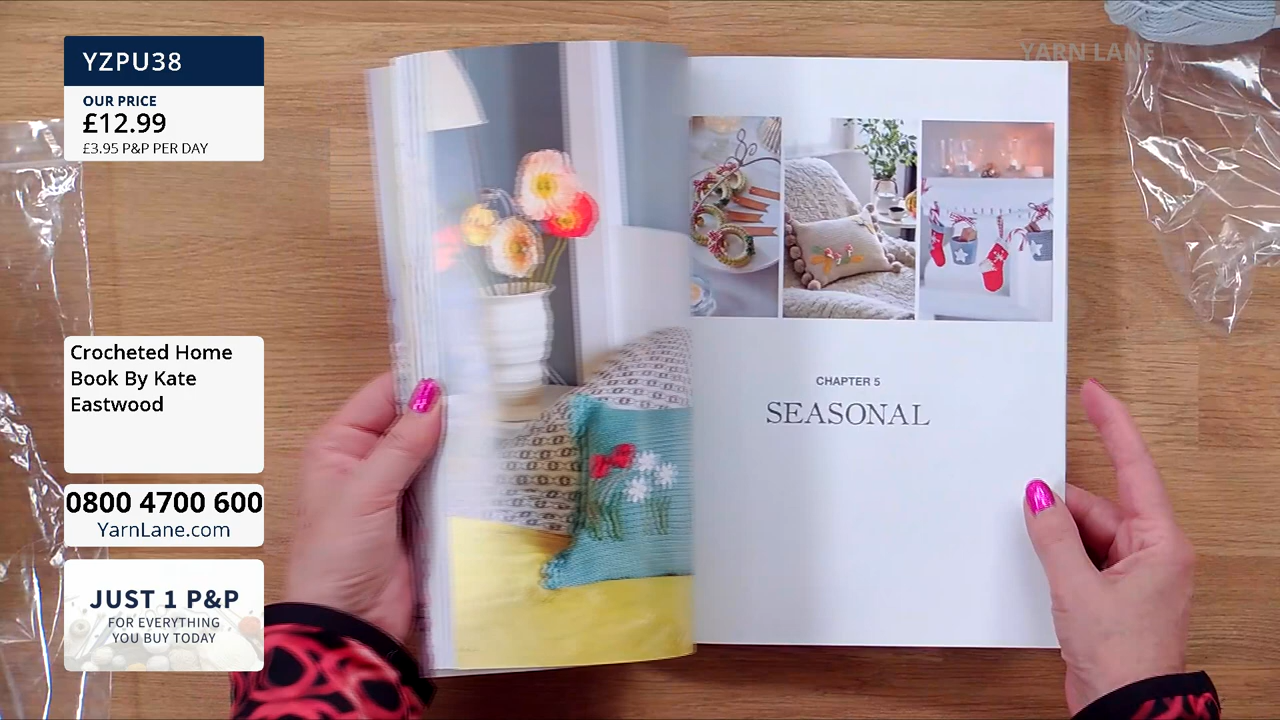 YZPU38
OUR PRICE
£12.99
£3.95 P&P PER DAY
Crocheted Home
Book By Kate
Eastwood
0800 4700 600
YarnLane.com
JUST 1 P&P
FOR EVERYTHING
YOU BUY TODAY
YARN LANE
CHAPTER 5
SEASONAL